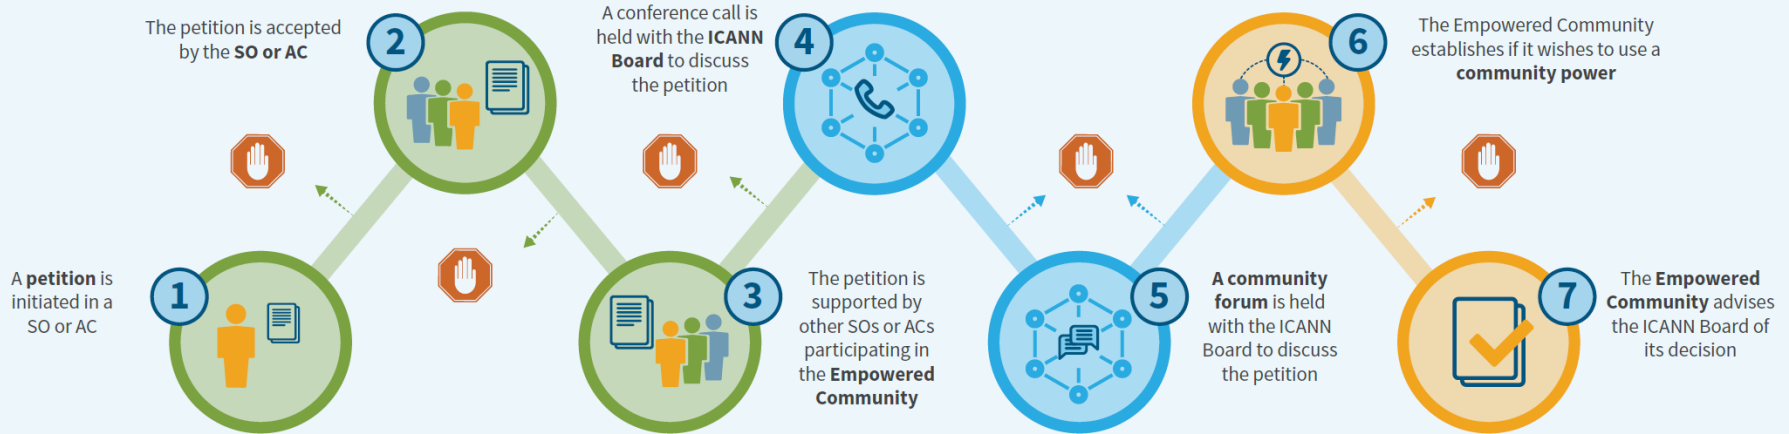 1
A petition is
initiated in a
SO or AC
2
The petition is accepted
by the SO or AC
3
The petition is
supported by
other SOs or ACs
participating in
the Empowered
Community
4
A conference call is
held with the ICANN
Board to discuss
the petition
5
A community
forum is held
with the ICANN
Board to discuss
the petition
6
The Empowered Community
establishes if it wishes to use a
community power
7
The Empowered
Community advises
the ICANN Board of
its decision